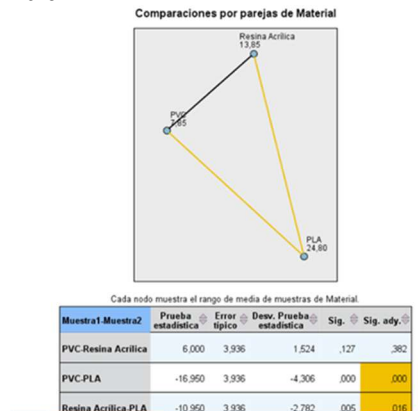 Comparaciones por parejas de Material
Resina Acrílica
13,85
PVC
7,85
PLA
24,80
Cada nodo muestra el rango de media de muestras de Material.
Muestra1-Muestra2 Prueba estadística Error típico Desv. Prueba estadística Sig. Sig. ady.
PVC-Resina Acrílica 6,000 3,936 1,524 ,127 ,382
PVC-PLA -16,950 3,936 -4,306 ,000 ,000
Resina Acrílica-PLA -10,950 3,936 -2,782 ,005 ,016